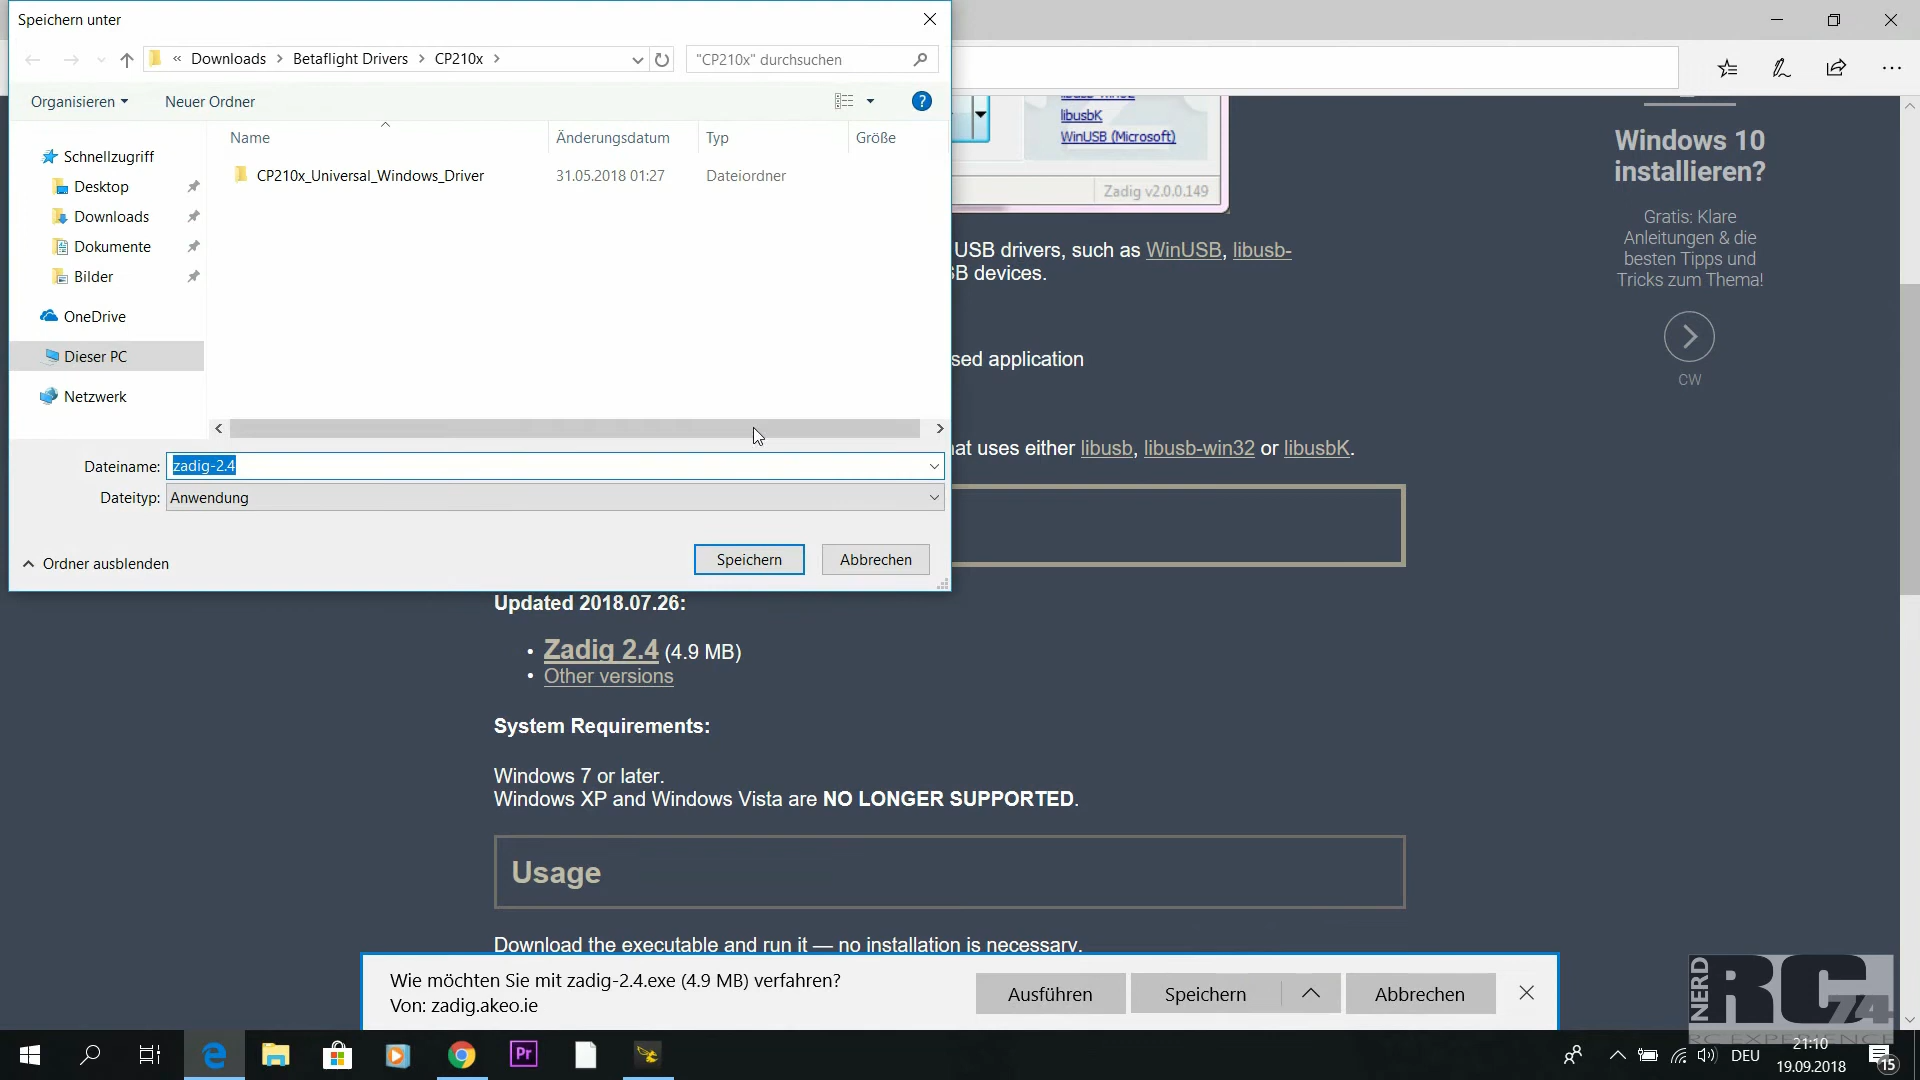 Speichern unter
« Downloads > Betaflight Drivers > CP210x >
"CP210x" durchsuchen
Organisieren
Neuer Ordner
?
Name
Änderungsdatum
Typ
Größe
CP210x_Universal_Windows_Driver
31.05.2018 01:27
Dateiordner
Schnellzugriff
Desktop
Downloads
Dokumente
Bilder
OneDrive
Dieser PC
Netzwerk
Dateiname:
zadig-2.4
Dateityp:
Anwendung
Ordner ausblenden
Speichern
Abbrechen
libusbK
WinUSB (Microsoft)
Zadig v2.0.0.149
USB drivers, such as WinUSB, libusb-
B devices.
sed application
at uses either libusb, libusb-win32 or libusbK.
Updated 2018.07.26:
• Zadig 2.4 (4.9 MB)
• Other versions
System Requirements:
Windows 7 or later.
Windows XP and Windows Vista are NO LONGER SUPPORTED.
Usage
Download the executable and run it — no installation is necessary.
Windows 10
installieren?
Gratis: Klare
Anleitungen & die
besten Tipps und
Tricks zum Thema!
CW
Wie möchten Sie mit zadig-2.4.exe (4.9 MB) verfahren?
Von: zadig.akeo.ie
Ausführen
Speichern
Abbrechen
NERD
RC
74
RC EXPERIENCE
Pr
DEU
21:10
19.09.2018
15